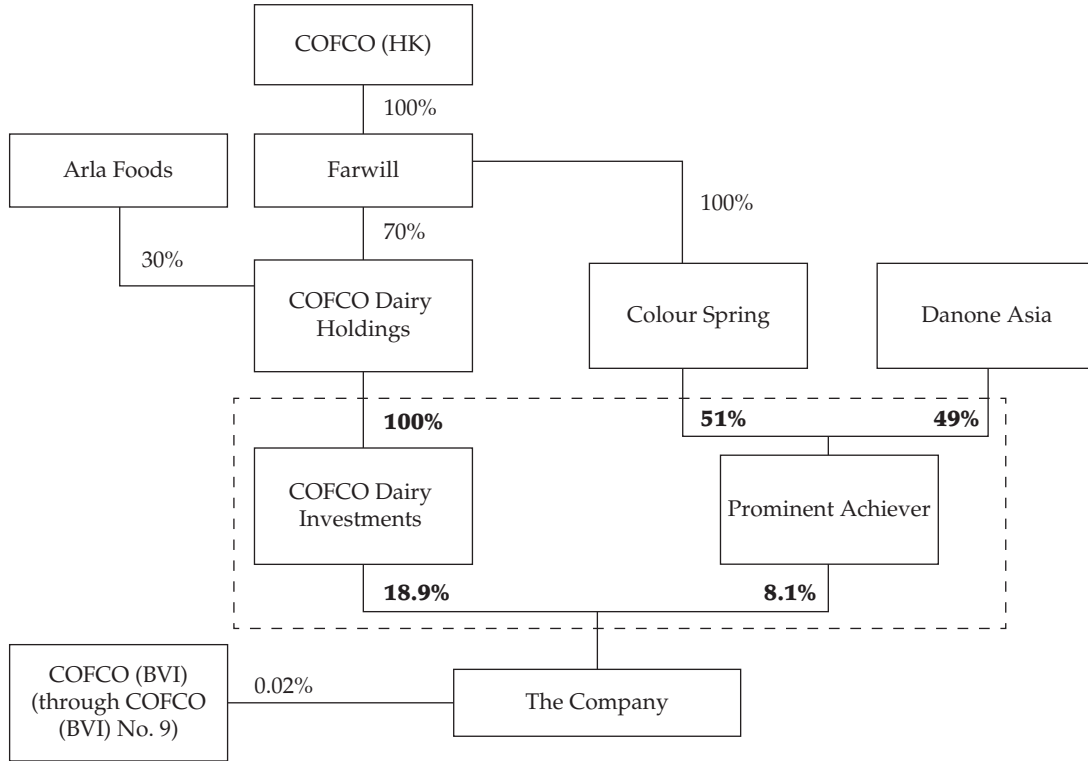 COFCO (HK)
100%
Arla Foods
Farwill
100%
70%
30%
COFCO Dairy
Holdings
Colour Spring
Danone Asia
100%
51%
49%
COFCO Dairy
Investments
Prominent Achiever
18.9%
8.1%
COFCO (BVI)
(through COFCO
(BVI) No. 9)
0.02%
The Company